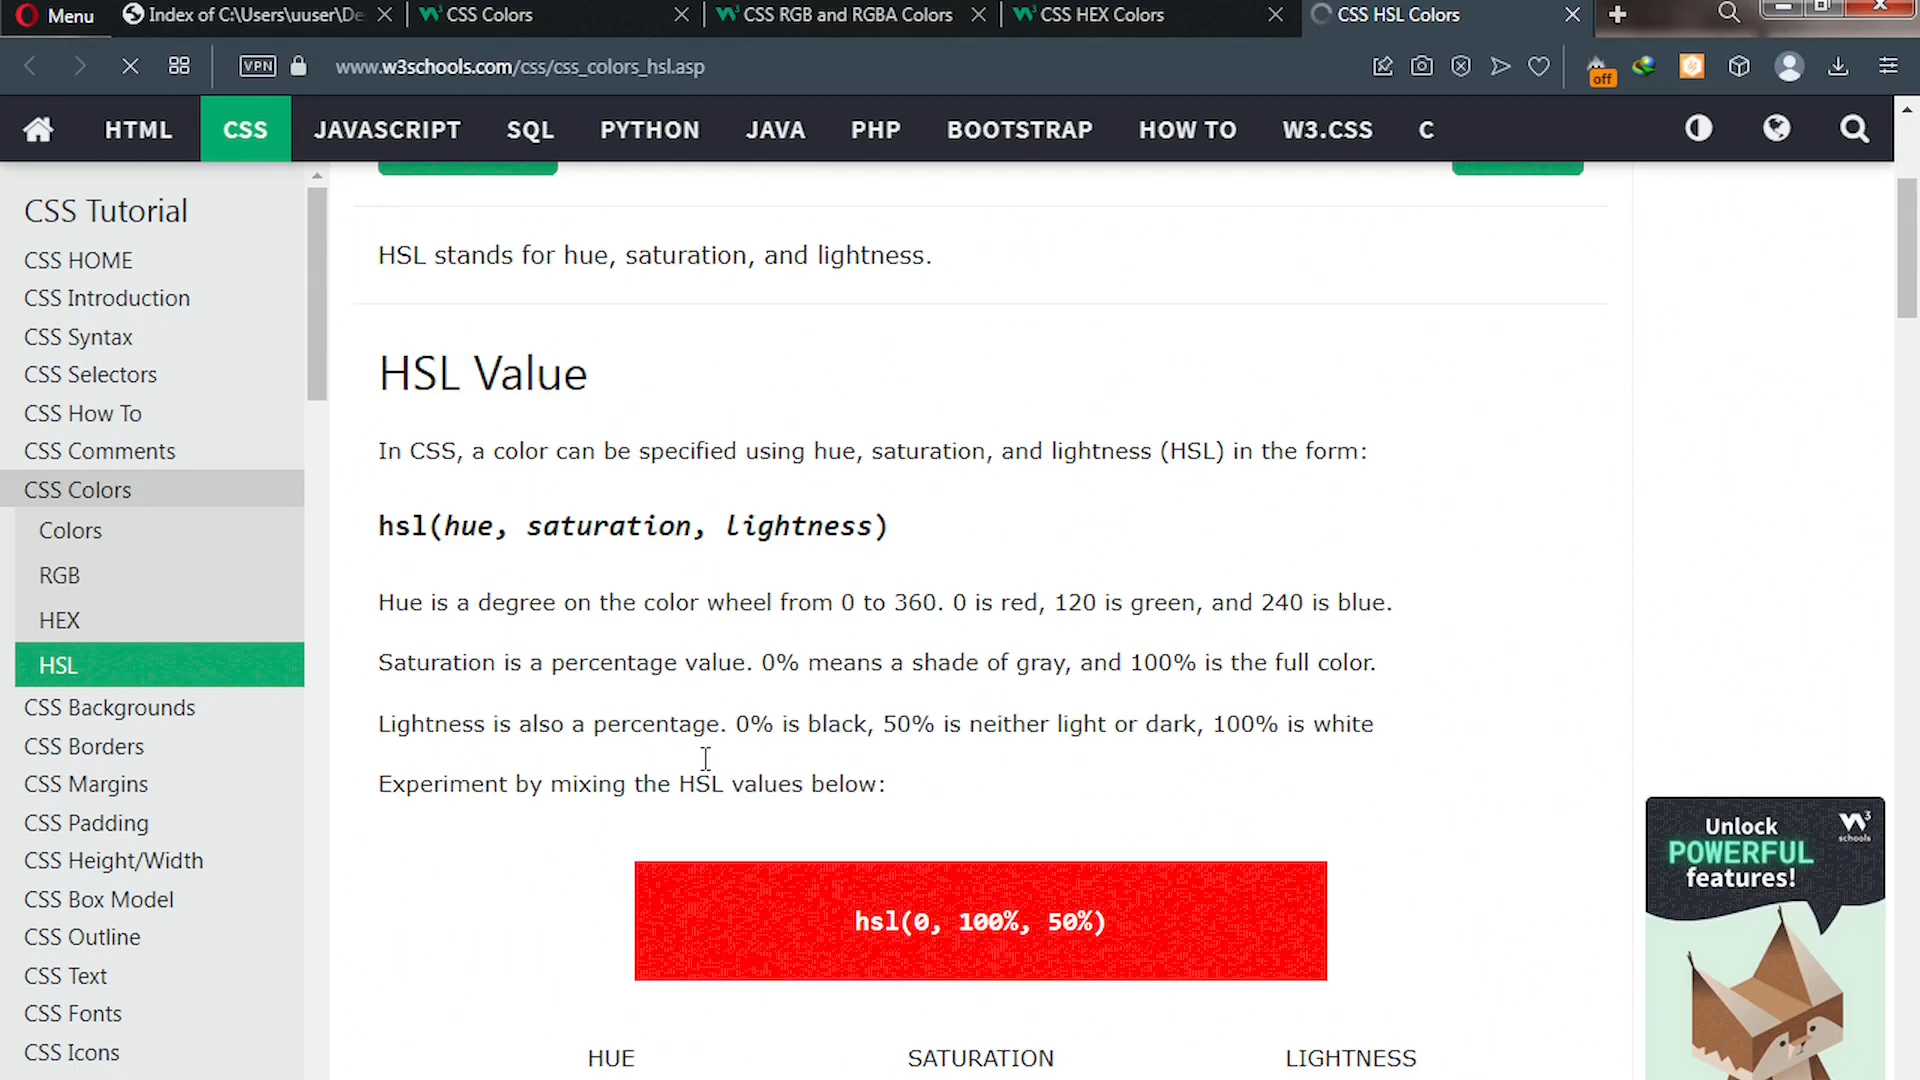 Menu
Index of C:\Users\uuser\De
CSS Colors
CSS RGB and RGBA Colors
CSS HEX Colors
CSS HSL Colors
VPN
www.w3schools.com/css/css_colors_hsl.asp
off
HTML
CSS
JAVASCRIPT
SQL
PYTHON
JAVA
PHP
BOOTSTRAP
HOW TO
W3.CSS
C
CSS Tutorial
CSS HOME
CSS Introduction
CSS Syntax
CSS Selectors
CSS How To
CSS Comments
CSS Colors
Colors
RGB
HEX
HSL
CSS Backgrounds
CSS Borders
CSS Margins
CSS Padding
CSS Height/Width
CSS Box Model
CSS Outline
CSS Text
CSS Fonts
CSS Icons
HSL stands for hue, saturation, and lightness.
HSL Value
In CSS, a color can be specified using hue, saturation, and lightness (HSL) in the form:
hsl(hue, saturation, lightness)
Hue is a degree on the color wheel from 0 to 360. 0 is red, 120 is green, and 240 is blue.
Saturation is a percentage value. 0% means a shade of gray, and 100% is the full color.
Lightness is also a percentage. 0% is black, 50% is neither light or dark, 100% is white
Experiment by mixing the HSL values below:
hsl(0, 100%, 50%)
HUE
SATURATION
LIGHTNESS
Unlock
POWERFUL
features!
W3
schools